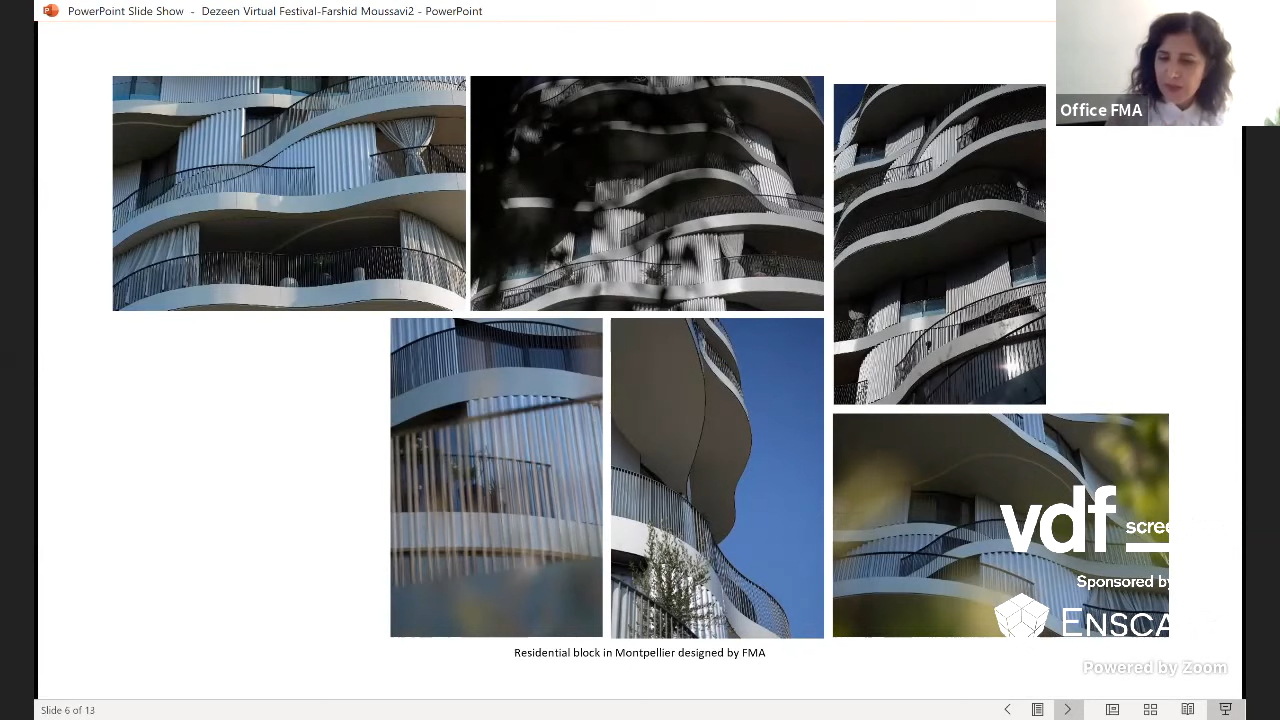 PowerPoint Slide Show - Dezeen Virtual Festival-Farshid Moussavi2 - PowerPoint
Office FMA
vdf
Sponsored by
Residential block in Montpellier designed by FMA
Powered by Zoom
Slide 6 of 13